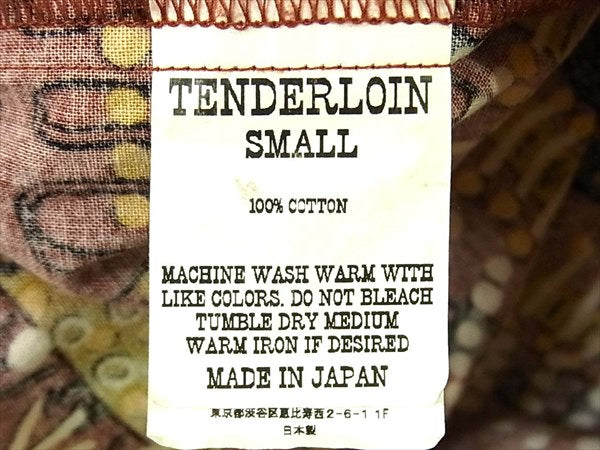 TENDERLOIN
SMALL
100% COTTON
MACHINE WASH WARM WITH
LIKE COLORS. DO NOT BLEACH
TUMBLE DRY MEDIUM
WARM IRON IF DESIRED
MADE IN JAPAN
東京都渋谷区恵比寿西2-6-1 1F
日本製